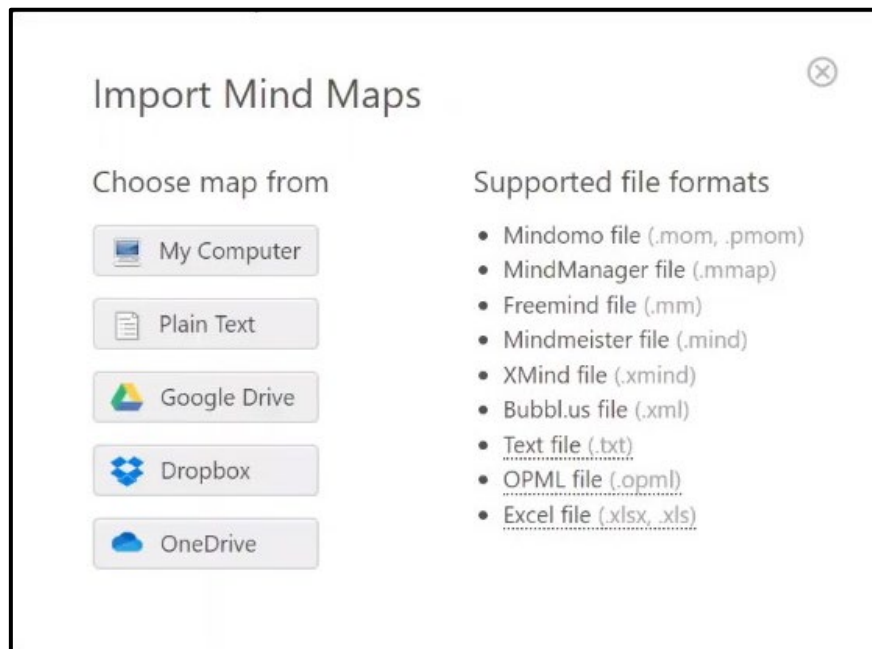 Import Mind Maps
Choose map from
My Computer
Plain Text
Google Drive
Dropbox
OneDrive
Supported file formats
• Mindomo file (.mom, .pmom)
• MindManager file (.mmap)
• Freemind file (.mm)
• Mindmeister file (.mind)
• XMind file (.xmind)
• Bubbl.us file (.xml)
• Text file (.txt)
• OPML file (.opml)
• Excel file (.xlsx, .xls)